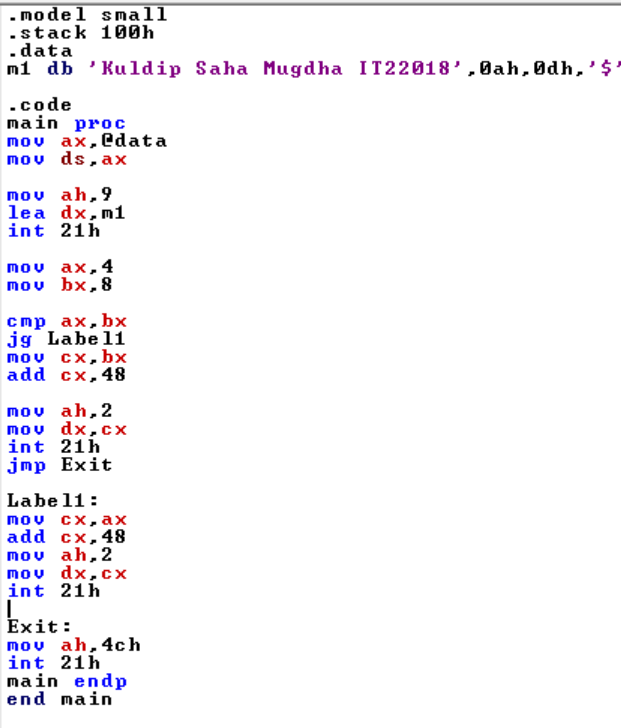 .model small
.stack 100h
.data
m1 db 'Kuldip Saha Mugdha IT22018',0ah,0dh,'$'
.code
main proc
mov ax,@data
mov ds,ax
mov ah,9
lea dx,m1
int 21h
mov ax,4
mov bx,8
cmp ax,bx
jg Label1
mov cx,bx
add cx,48
mov ah,2
mov dx,cx
int 21h
jmp Exit
Label1:
mov cx,ax
add cx,48
mov ah,2
mov dx,cx
int 21h
Exit:
mov ah,4ch
int 21h
main endp
end main